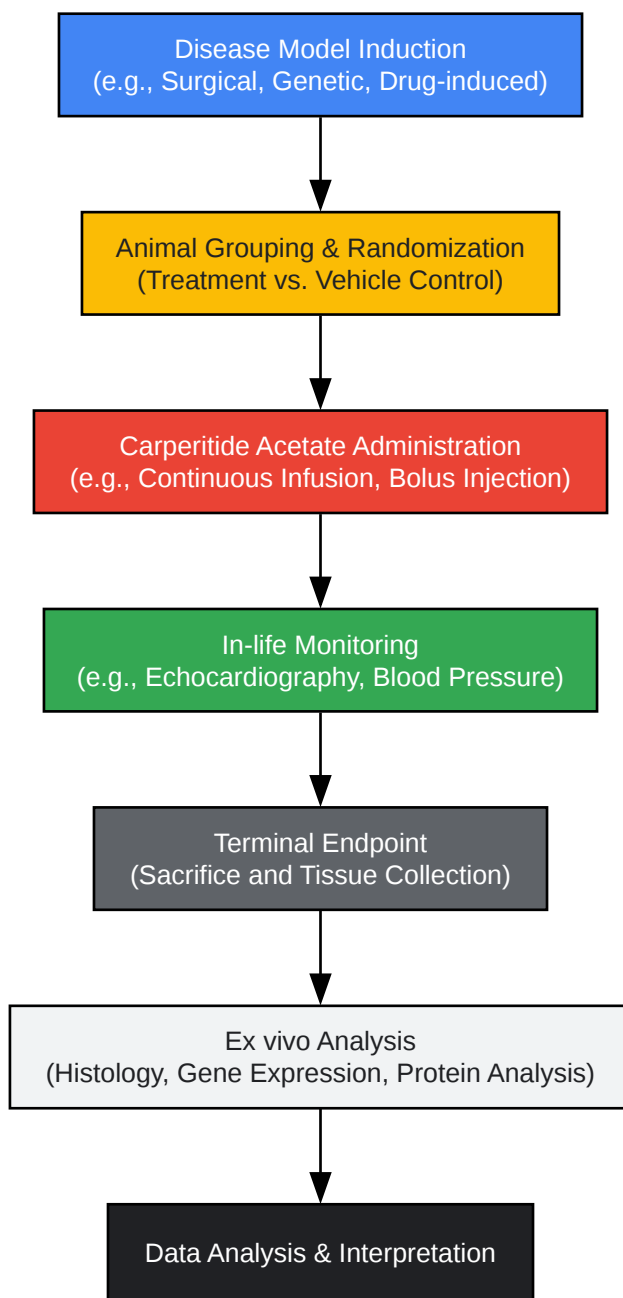 Disease Model Induction
(e.g., Surgical, Genetic, Drug-induced)
Animal Grouping & Randomization
(Treatment vs. Vehicle Control)
Carperitide Acetate Administration
(e.g., Continuous Infusion, Bolus Injection)
In-life Monitoring
(e.g., Echocardiography, Blood Pressure)
Terminal Endpoint
(Sacrifice and Tissue Collection)
Ex vivo Analysis
(Histology, Gene Expression, Protein Analysis)
Data Analysis & Interpretation